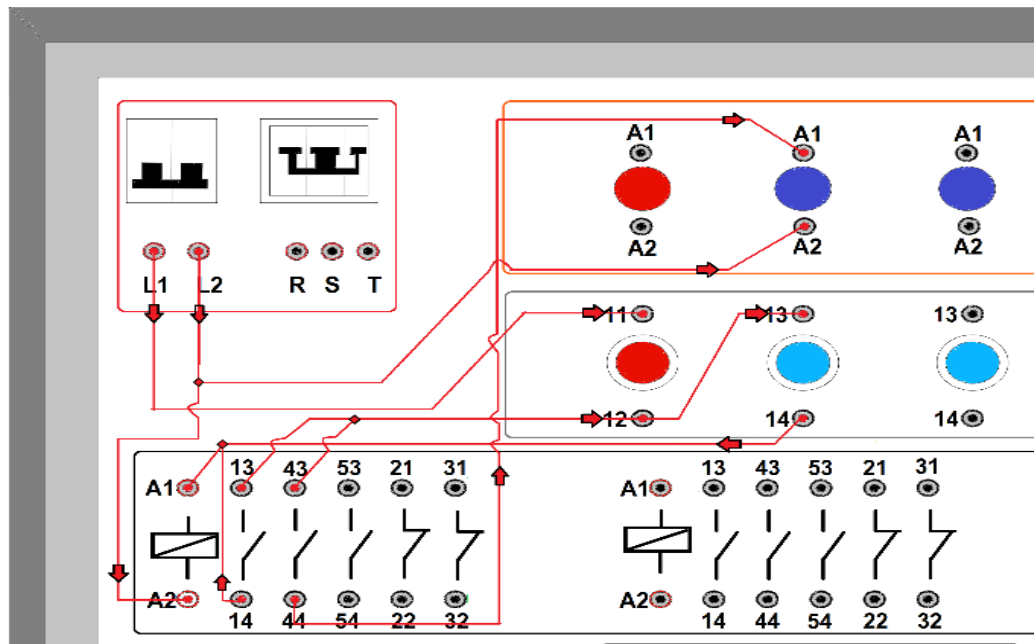 A1 A1 A1
A2 A2 A2
L1 L2 R S T
11 13 13
12 14 14
13 43 53 21 31 13 43 53 21 31
A1 A1
A2 A2
14 44 54 22 32 14 44 54 22 32